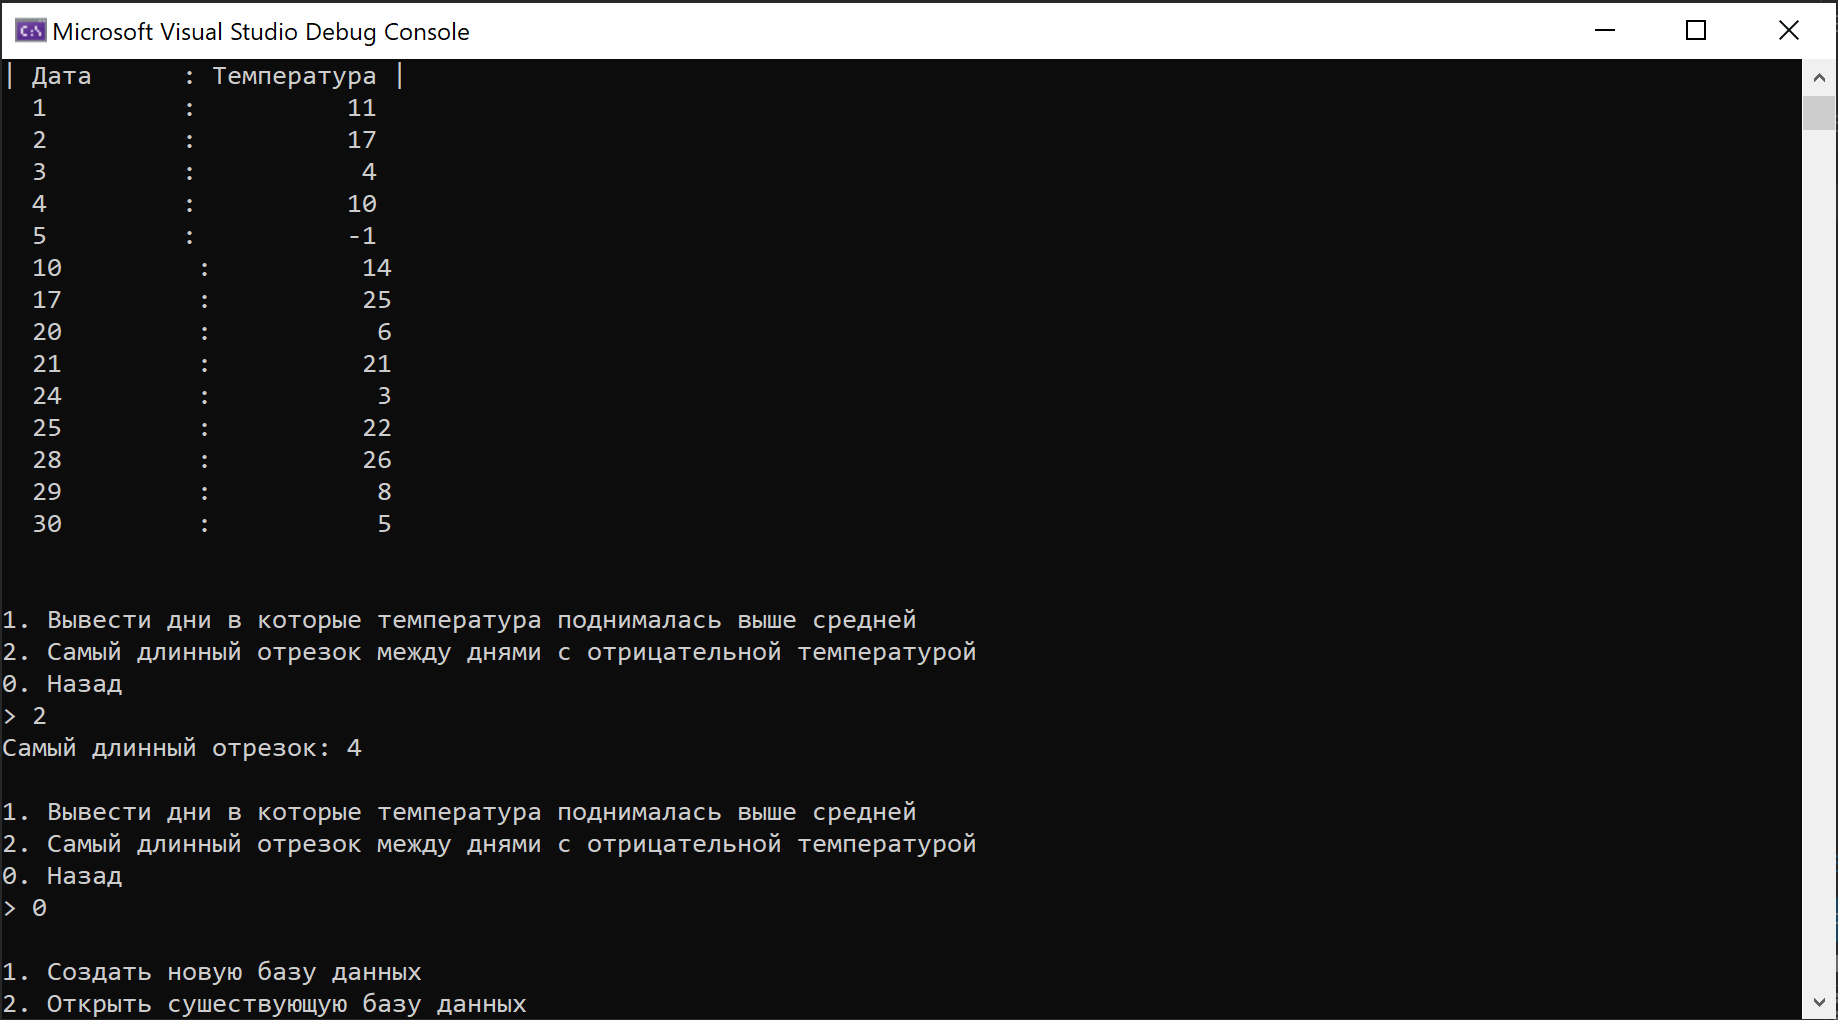 Microsoft Visual Studio Debug Console
| Дата : Температура |
1 : 11
2 : 17
3 : 4
4 : 10
5 : -1
10 : 14
17 : 25
20 : 6
21 : 21
24 : 3
25 : 22
28 : 26
29 : 8
30 : 5
1. Вывести дни в которые температура поднималась выше средней
2. Самый длинный отрезок между днями с отрицательной температурой
0. Назад
> 2
Самый длинный отрезок: 4
1. Вывести дни в которые температура поднималась выше средней
2. Самый длинный отрезок между днями с отрицательной температурой
0. Назад
> 0
1. Создать новую базу данных
2. Открыть сушествующую базу данных